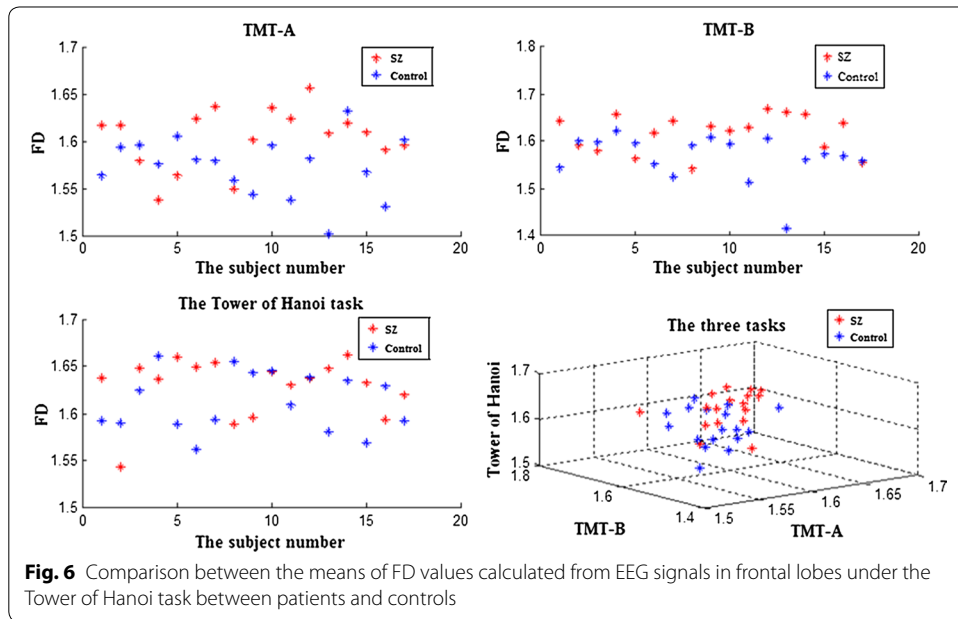 TMT-A
1.7
1.65
1.6
1.55
1.5
FD
SZ
Control
0 5 10 15 20
The subject number
TMT-B
1.8
1.7
1.6
1.5
1.4
FD
SZ
Control
0 5 10 15 20
The subject number
The Tower of Hanoi task
1.7
1.65
1.6
1.55
1.5
FD
SZ
Control
0 5 10 15 20
The subject number
The three tasks
SZ
Control
Tower of Hanoi
1.7
1.6
1.5
1.8
1.6
1.4
TMT-B
1.5
1.55
1.6
1.65
1.7
TMT-A
Fig. 6 Comparison between the means of FD values calculated from EEG signals in frontal lobes under the
Tower of Hanoi task between patients and controls